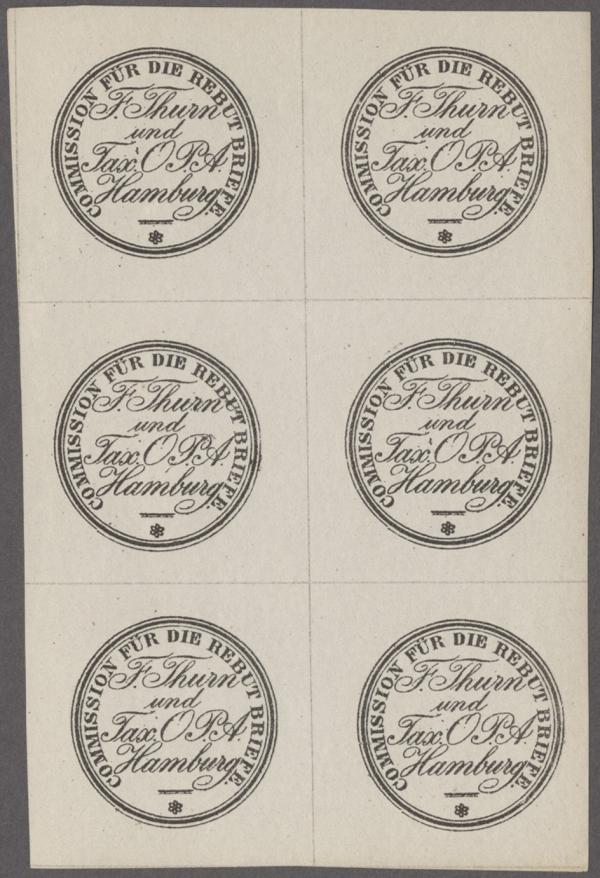 COMMISSION FÜR DIE REBUT BRIEFE.
F. Thurn
und
Tax. O. P. A.
Hamburg.
COMMISSION FÜR DIE REBUT BRIEFE.
F. Thurn
und
Tax. O. P. A.
Hamburg.
COMMISSION FÜR DIE REBUT BRIEFE.
F. Thurn
und
Tax. O. P. A.
Hamburg.
COMMISSION FÜR DIE REBUT BRIEFE.
F. Thurn
und
Tax. O. P. A.
Hamburg.
COMMISSION FÜR DIE REBUT BRIEFE.
F. Thurn
und
Tax. O. P. A.
Hamburg.
COMMISSION FÜR DIE REBUT BRIEFE.
F. Thurn
und
Tax. O. P. A.
Hamburg.